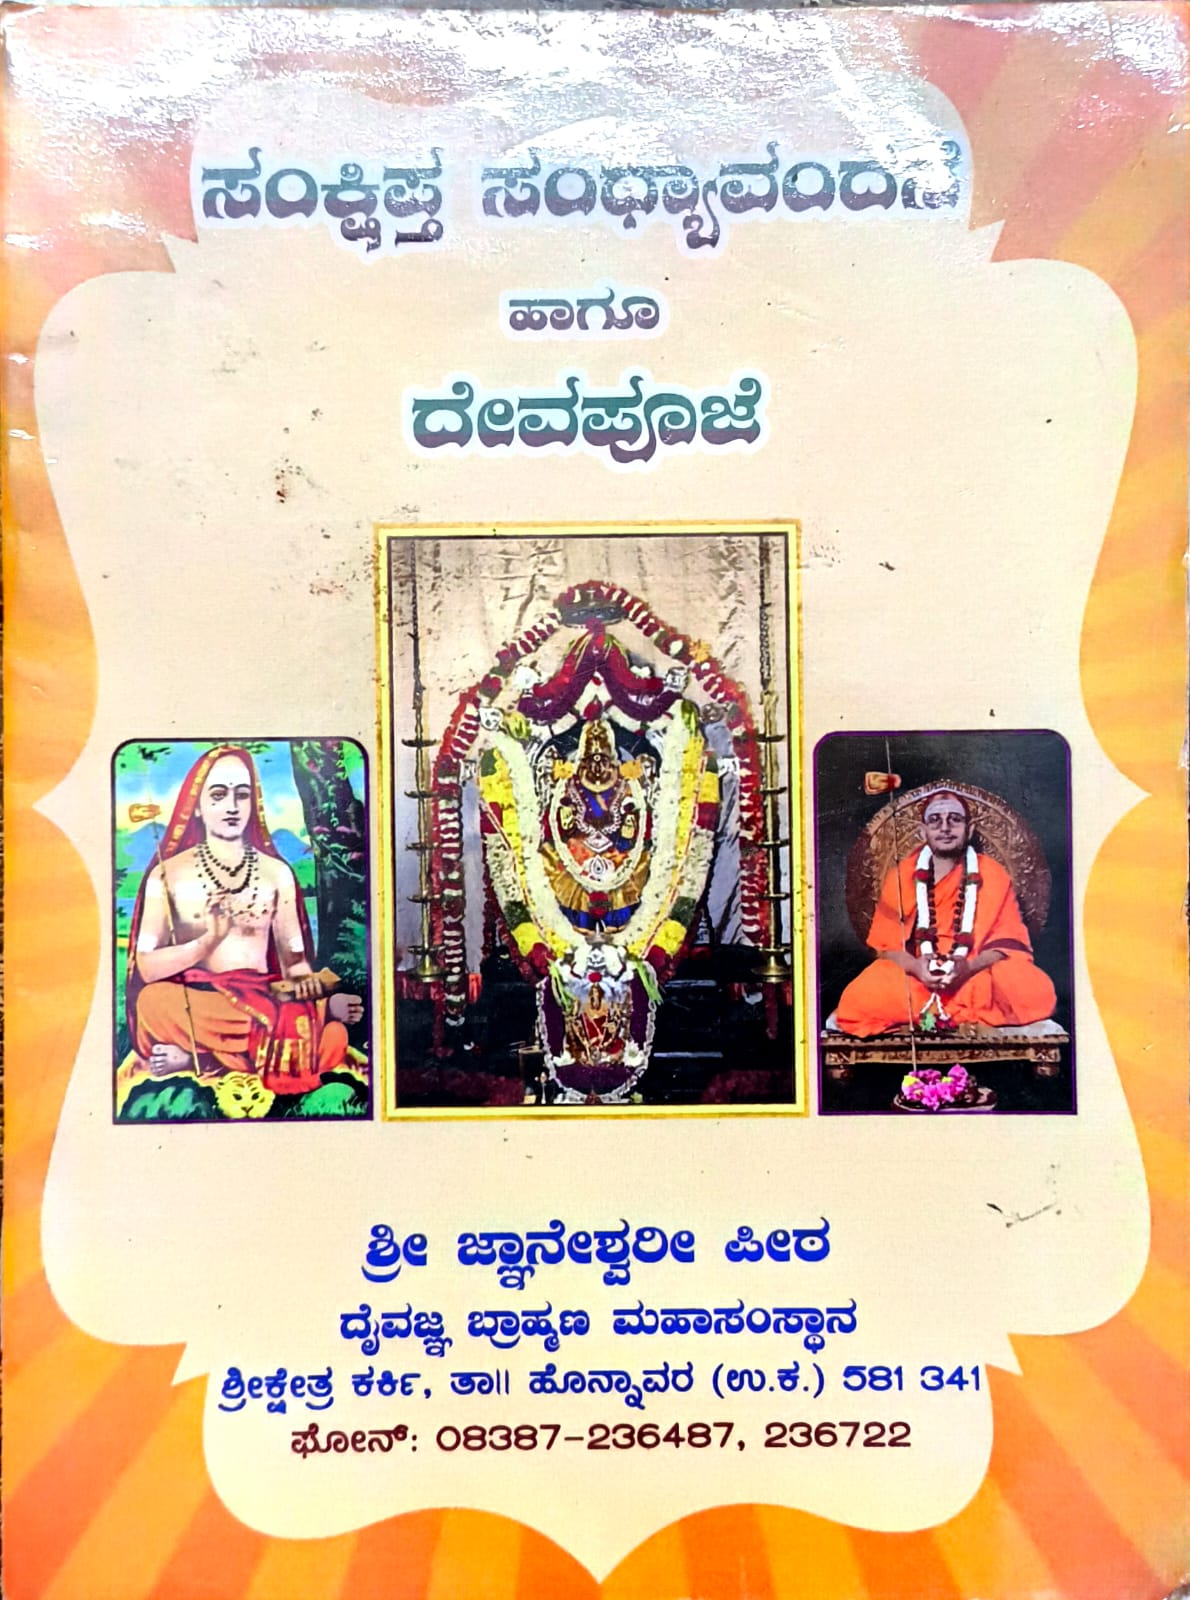 ಸಂಕ್ಷಿಪ್ತ ಸಂಧ್ಯಾವಂದನೆ
ಹಾಗೂ
ದೇವಪೂಜೆ
ಶ್ರೀ ಜ್ಞಾನೇಶ್ವರೀ ಪೀಠ
ದೈವಜ್ಞ ಬ್ರಾಹ್ಮಣ ಮಹಾಸಂಸ್ಥಾನ
ಶ್ರೀಕ್ಷೇತ್ರ ಕರ್ಕಿ, ತಾ|| ಹೊನ್ನಾವರ (ಉ.ಕ.) 581 341
ಫೋನ್: 08387-236487, 236722